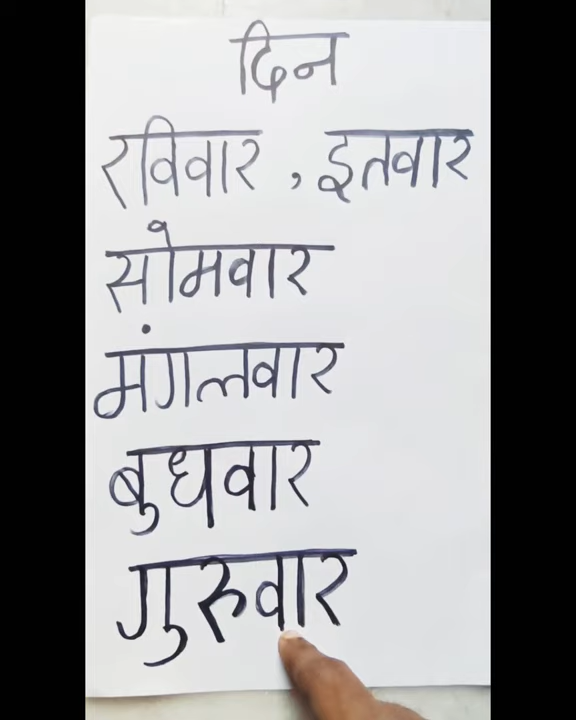 दिन
रविवार , इतवार
सोमवार
मंगलवार
बुधवार
गुरुवार